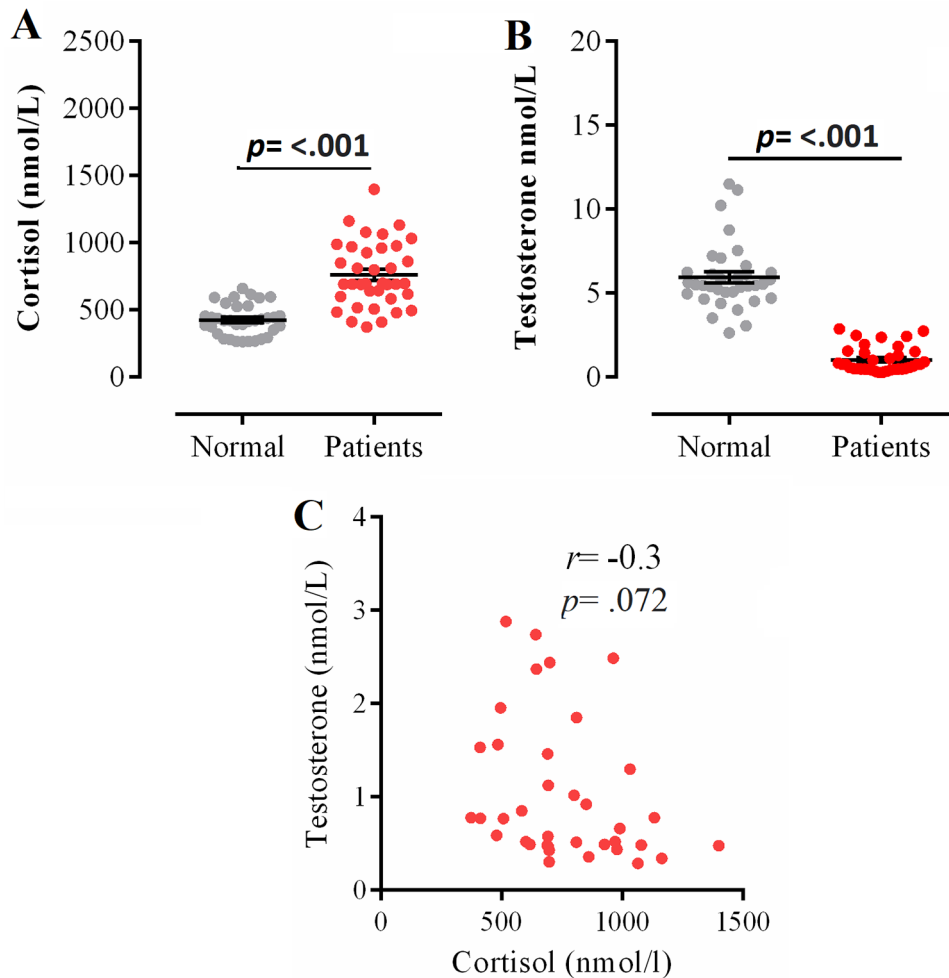 A
Cortisol (nmol/L)
2500
2000
1500
1000
500
0
p= <.001
Normal Patients
B
Testosterone nmol/L
20
15
10
5
0
p= <.001
Normal Patients
C
Testosterone (nmol/L)
4
3
2
1
0
r= -0.3
p= .072
0 500 1000 1500
Cortisol (nmol/l)